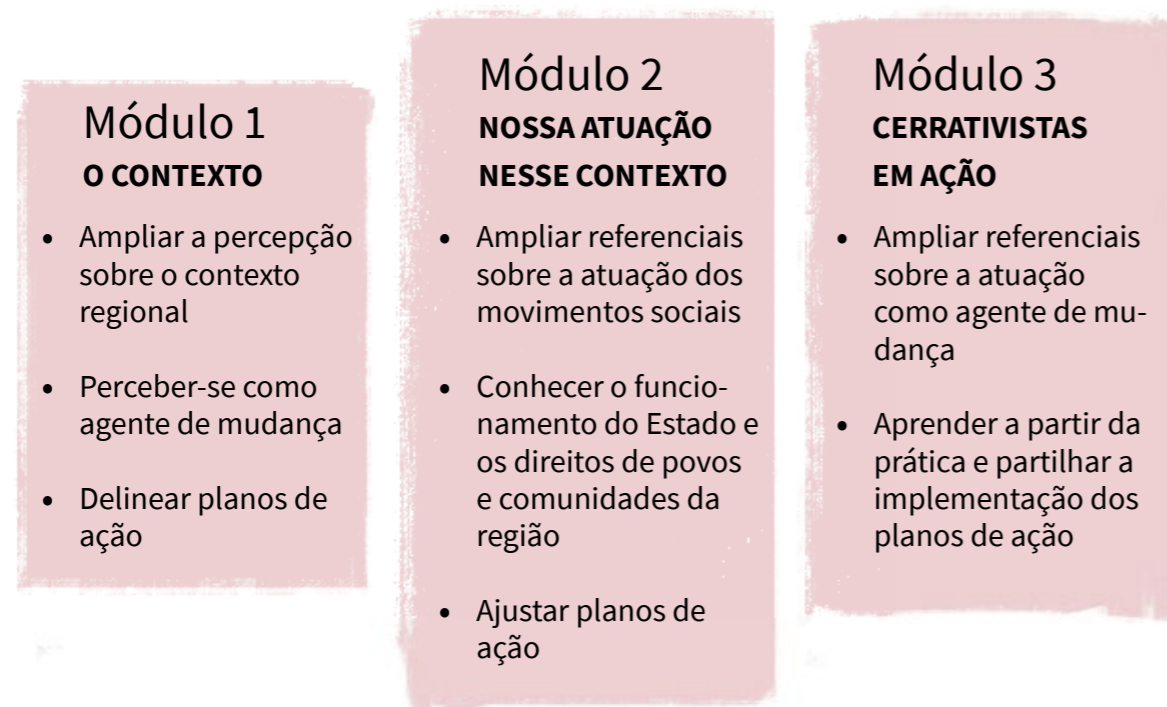 Módulo 1
O CONTEXTO
• Ampliar a percepção
sobre o contexto
regional
• Perceber-se como
agente de mudança
• Delinear planos de
ação
Módulo 2
NOSSA ATUAÇÃO
NESSE CONTEXTO
• Ampliar referenciais
sobre a atuação dos
movimentos sociais
• Conhecer o funcio-
namento do Estado e
os direitos de povos
e comunidades da
região
• Ajustar planos de
ação
Módulo 3
CERRATIVISTAS
EM AÇÃO
• Ampliar referenciais
sobre a atuação
como agente de mu-
dança
• Aprender a partir da
prática e partilhar a
implementação dos
planos de ação